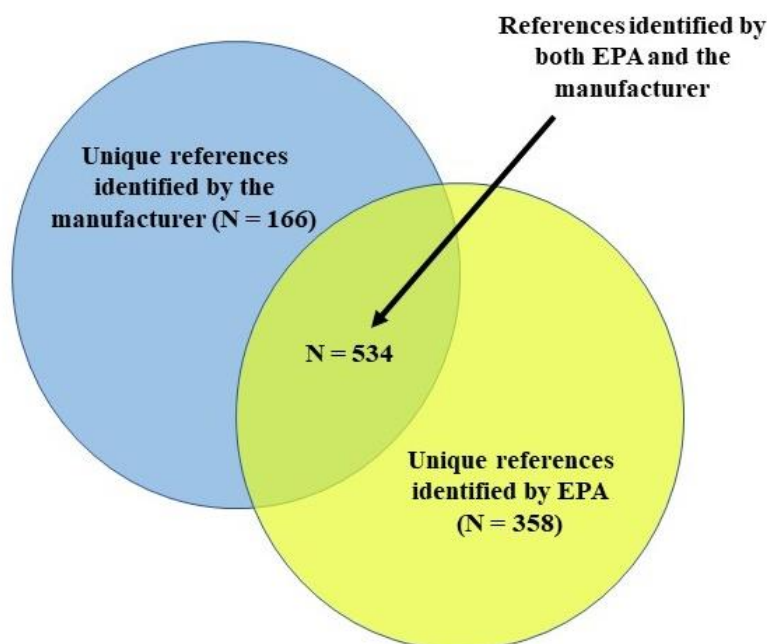 References identified by
both EPA and the
manufacturer
Unique references
identified by the
manufacturer (N = 166)
N = 534
Unique references
identified by EPA
(N = 358)